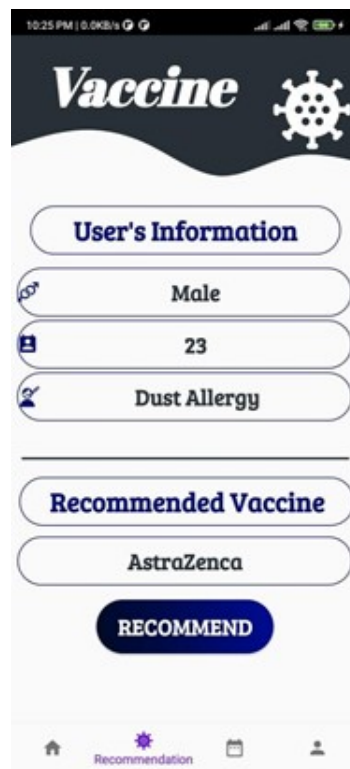 10:25 PM | 0.0KB/s
Vaccine
User's Information
Male
23
Dust Allergy
Recommended Vaccine
AstraZenca
RECOMMEND
Recommendation